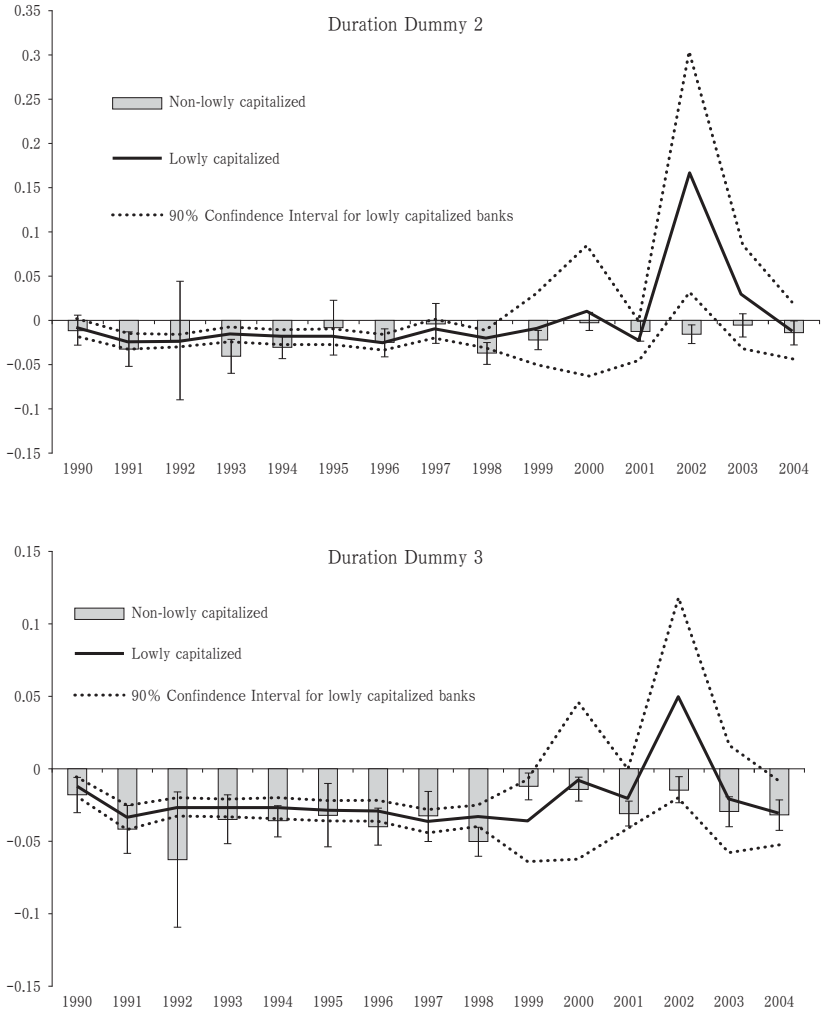 Duration Dummy 2
0.35
0.3
0.25
0.2
0.15
0.1
0.05
0
−0.05
−0.1
−0.15
Non-lowly capitalized
Lowly capitalized
90% Confindence Interval for lowly capitalized banks
1990 1991 1992 1993 1994 1995 1996 1997 1998 1999 2000 2001 2002 2003 2004
Duration Dummy 3
0.15
0.1
0.05
0
−0.05
−0.1
−0.15
Non-lowly capitalized
Lowly capitalized
90% Confindence Interval for lowly capitalized banks
1990 1991 1992 1993 1994 1995 1996 1997 1998 1999 2000 2001 2002 2003 2004